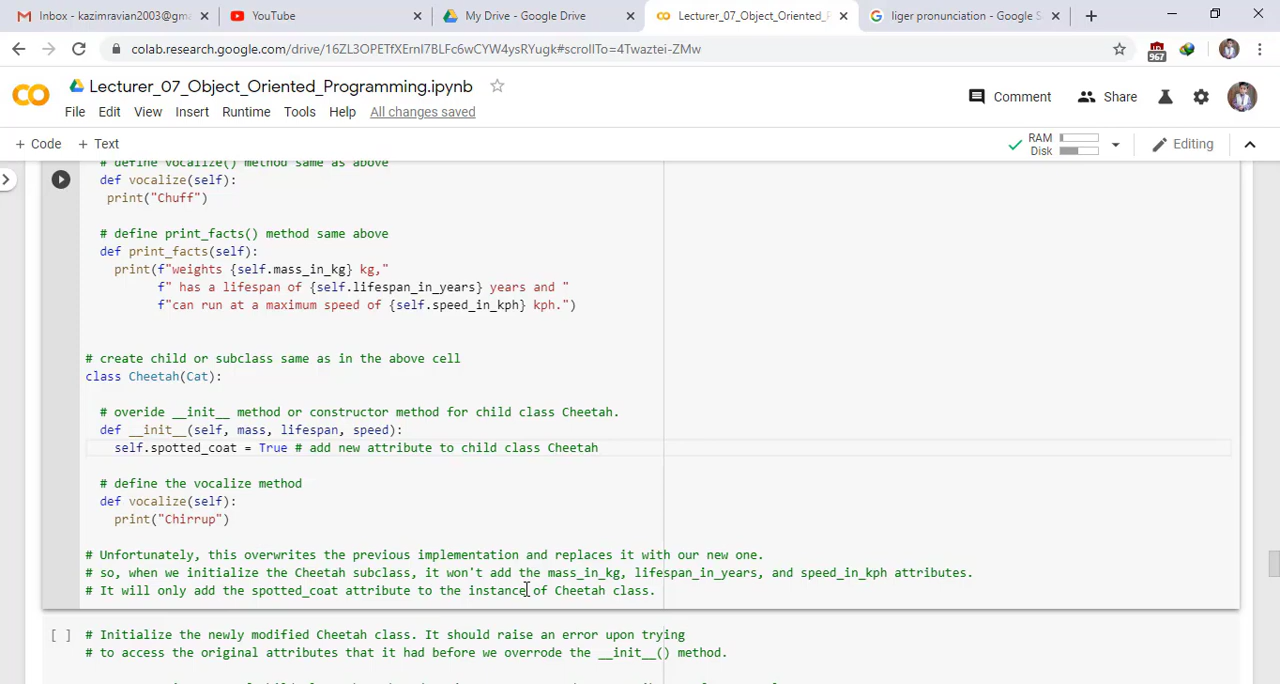 Inbox - kazimravian2003@gma
YouTube
My Drive - Google Drive
Lecturer_07_Object_Oriented_P
liger pronunciation - Google S
colab.research.google.com/drive/16ZL3OPETfXErnI7BLFc6wCYW4ysRYugk#scrollTo=4Twaztei-ZMw
967
Lecturer_07_Object_Oriented_Programming.ipynb
Comment
Share
File Edit View Insert Runtime Tools Help All changes saved
+ Code + Text
RAM
Disk
Editing
# define vocalize() method same as above
def vocalize(self):
print("Chuff")
# define print_facts() method same above
def print_facts(self):
print(f"weights {self.mass_in_kg} kg,"
f" has a lifespan of {self.lifespan_in_years} years and "
f"can run at a maximum speed of {self.speed_in_kph} kph.")
# create child or subclass same as in the above cell
class Cheetah(Cat):
# overide __init__ method or constructor method for child class Cheetah.
def __init__(self, mass, lifespan, speed):
self.spotted_coat = True # add new attribute to child class Cheetah
# define the vocalize method
def vocalize(self):
print("Chirrup")
# Unfortunately, this overwrites the previous implementation and replaces it with our new one.
# so, when we initialize the Cheetah subclass, it won't add the mass_in_kg, lifespan_in_years, and speed_in_kph attributes.
# It will only add the spotted_coat attribute to the instance of Cheetah class.
[ ] # Initialize the newly modified Cheetah class. It should raise an error upon trying
# to access the original attributes that it had before we overrode the __init__() method.